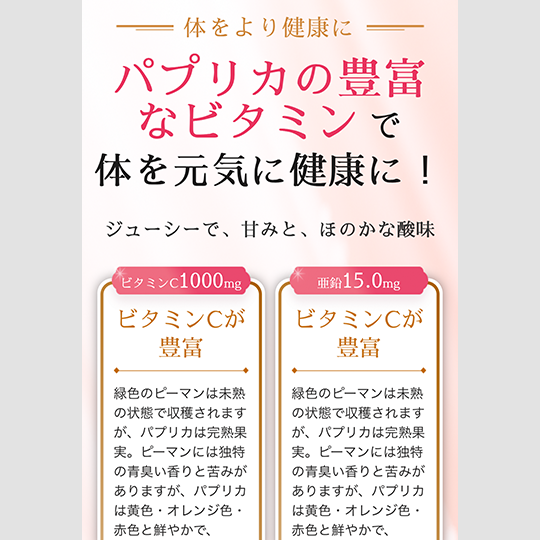 体をより健康に
パプリカの豊富
なビタミンで
体を元気に健康に！
ジューシーで、甘みと、ほのかな酸味
ビタミンC1000mg
ビタミンCが
豊富
緑色のピーマンは未熟
の状態で収穫されます
が、パプリカは完熟果
実。ピーマンには独特
の青臭い香りと苦みが
ありますが、パプリカ
は黄色・オレンジ色・
赤色と鮮やかで、
亜鉛15.0mg
ビタミンCが
豊富
緑色のピーマンは未熟
の状態で収穫されます
が、パプリカは完熟果
実。ピーマンには独特
の青臭い香りと苦みが
ありますが、パプリカ
は黄色・オレンジ色・
赤色と鮮やかで、